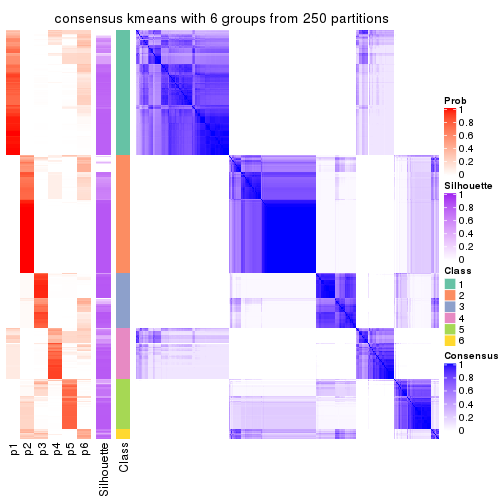 consensus kmeans with 6 groups from 250 partitions
Prob
1
0.8
0.6
0.4
0.2
0
Silhouette
1
0.8
0.6
0.4
0.2
0
Class
1
2
3
4
5
6
Consensus
1
0.8
0.6
0.4
0.2
0
p1
p2
p3
p4
p5
p6
Silhouette
Class